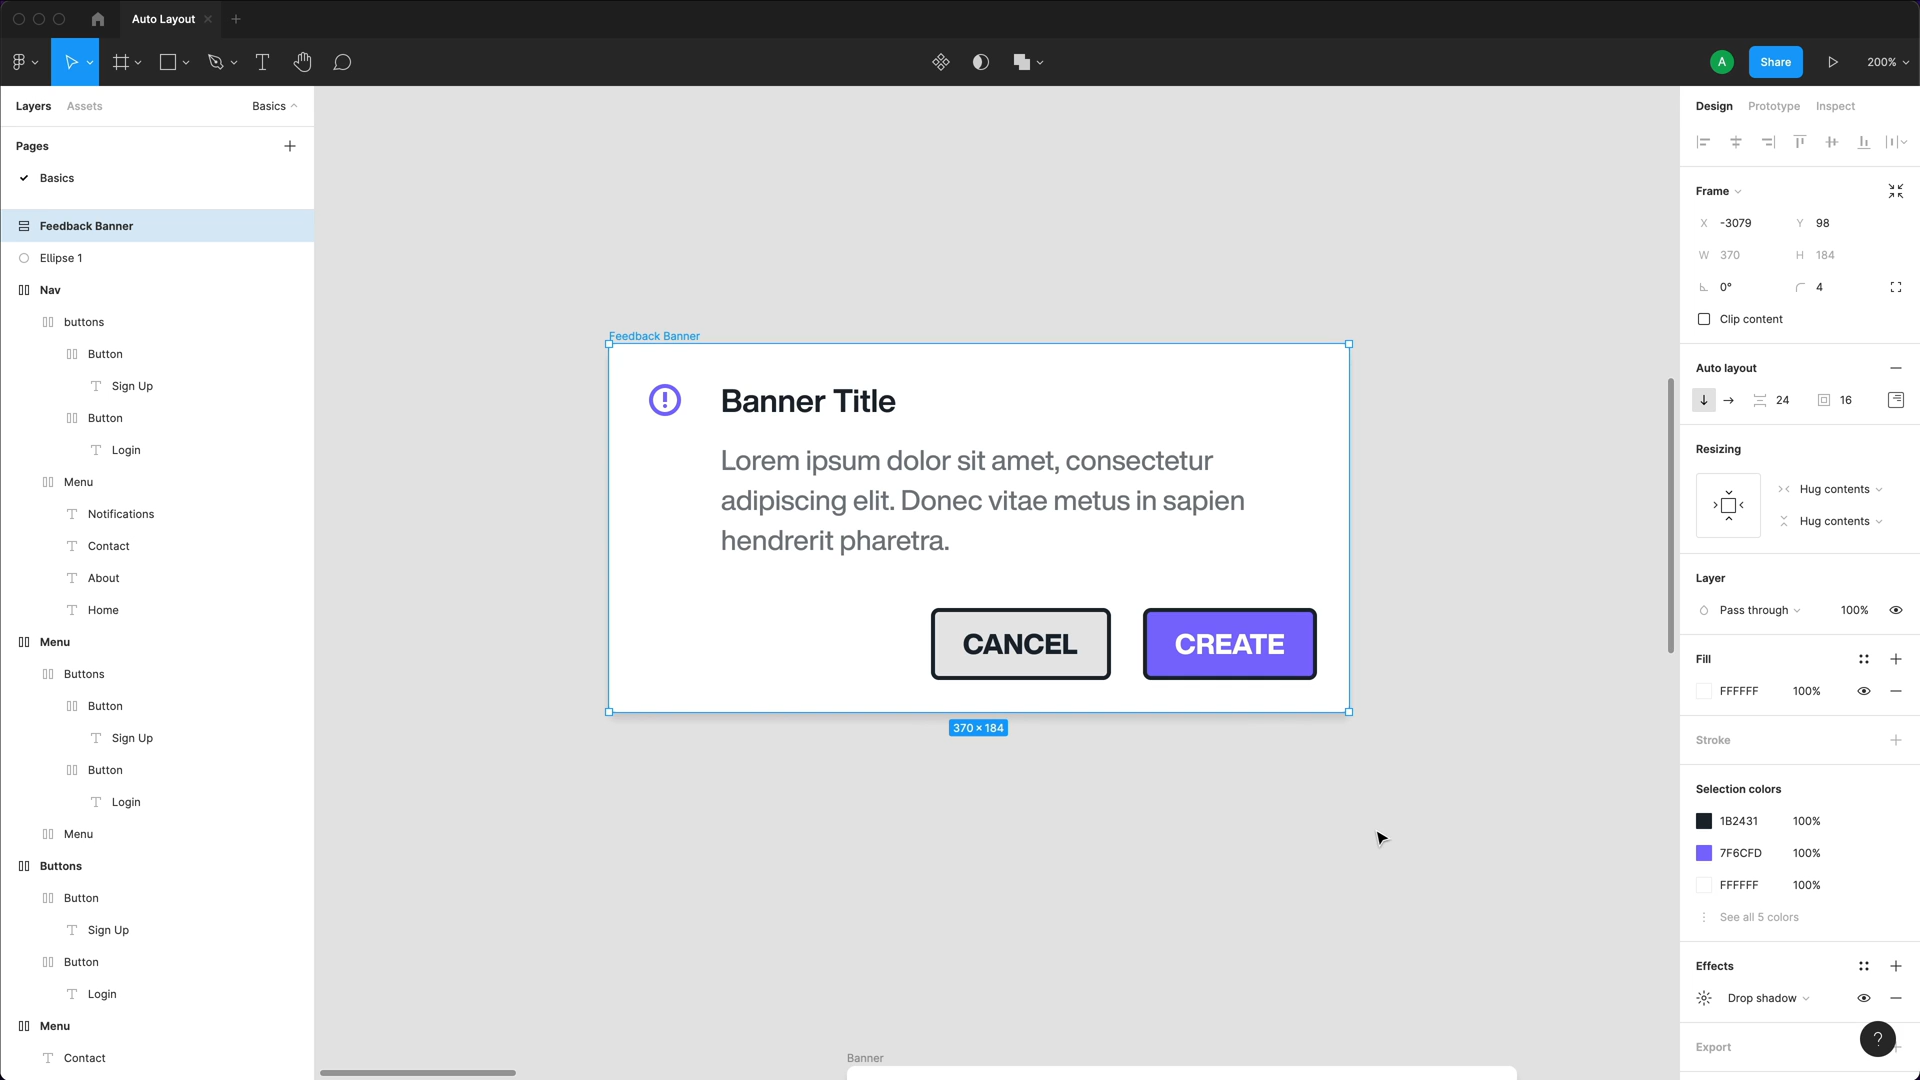 Auto Layout
A
Share
200%
Layers
Assets
Basics
Pages
Basics
Feedback Banner
Ellipse 1
Nav
buttons
Button
Sign Up
Button
Login
Menu
Notifications
Contact
About
Home
Menu
Buttons
Button
Sign Up
Button
Login
Menu
Buttons
Button
Sign Up
Button
Login
Menu
Contact
Feedback Banner
Banner Title
Lorem ipsum dolor sit amet, consectetur
adipiscing elit. Donec vitae metus in sapien
hendrerit pharetra.
CANCEL
CREATE
370 × 184
Banner
Design
Prototype
Inspect
Frame
X -3079 Y 98
W 370 H 184
0° 4
Clip content
Auto layout
24 16
Resizing
Hug contents
Hug contents
Layer
Pass through 100%
Fill
FFFFFF 100%
Stroke
Selection colors
1B2431 100%
7F6CFD 100%
FFFFFF 100%
See all 5 colors
Effects
Drop shadow
Export
?